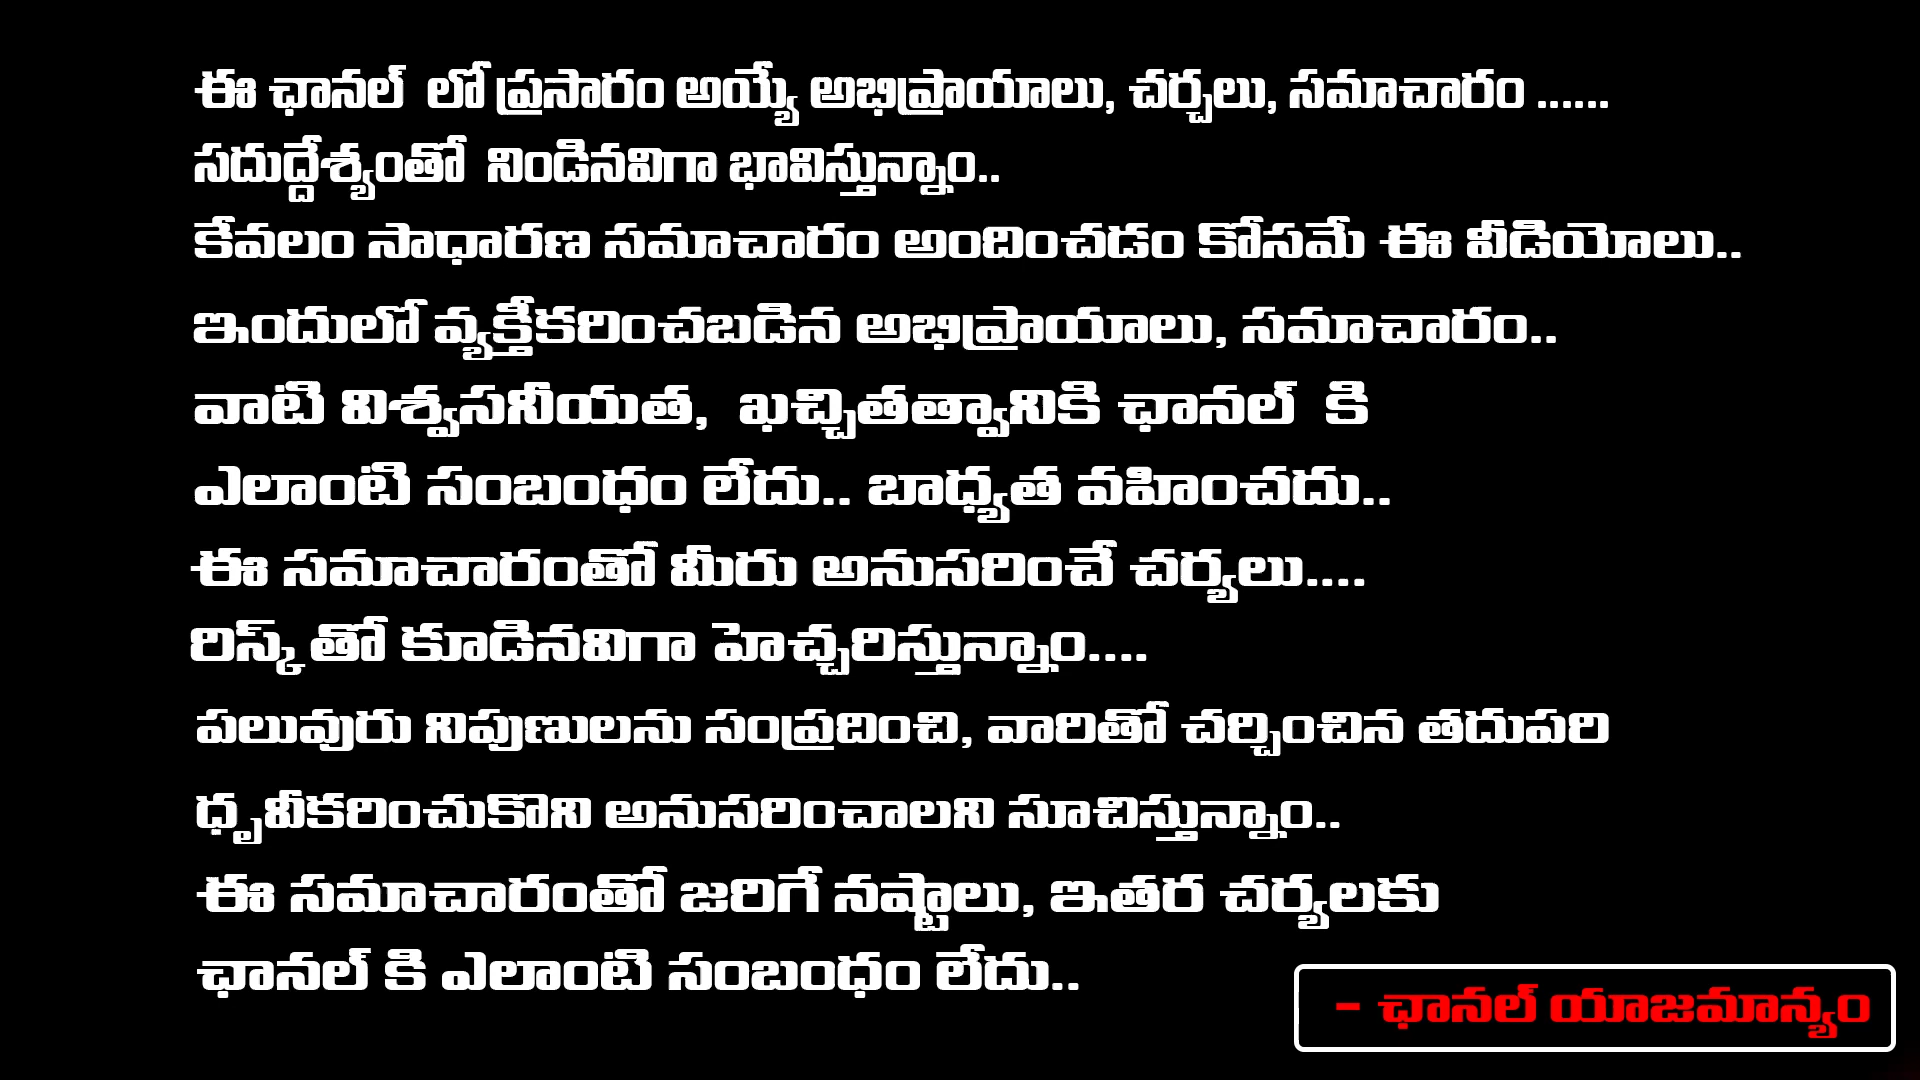 ఈ ఛానల్ లో ప్రసారం అయ్యే అభిప్రాయాలు, చర్చలు, సమాచారం ......
సదుద్దేశ్యంతో నిండినవిగా భావిస్తున్నాం..
కేవలం సాధారణ సమాచారం అందించడం కోసమే ఈ వీడియోలు..
ఇందులో వ్యక్తీకరించబడిన అభిప్రాయాలు, సమాచారం..
వాటి విశ్వసనీయత, ఖచ్చితత్వానికి ఛానల్ కి
ఎలాంటి సంబంధం లేదు.. బాధ్యత వహించదు..
ఈ సమాచారంతో మీరు అనుసరించే చర్యలు....
రిస్క్ తో కూడినవిగా హెచ్చరిస్తున్నాం....
పలువురు నిపుణులను సంప్రదించి, వారితో చర్చించిన తదుపరి
ధృవీకరించుకొని అనుసరించాలని సూచిస్తున్నాం..
ఈ సమాచారంతో జరిగే నష్టాలు, ఇతర చర్యలకు
ఛానల్ కి ఎలాంటి సంబంధం లేదు..
- ఛానల్ యాజమాన్యం